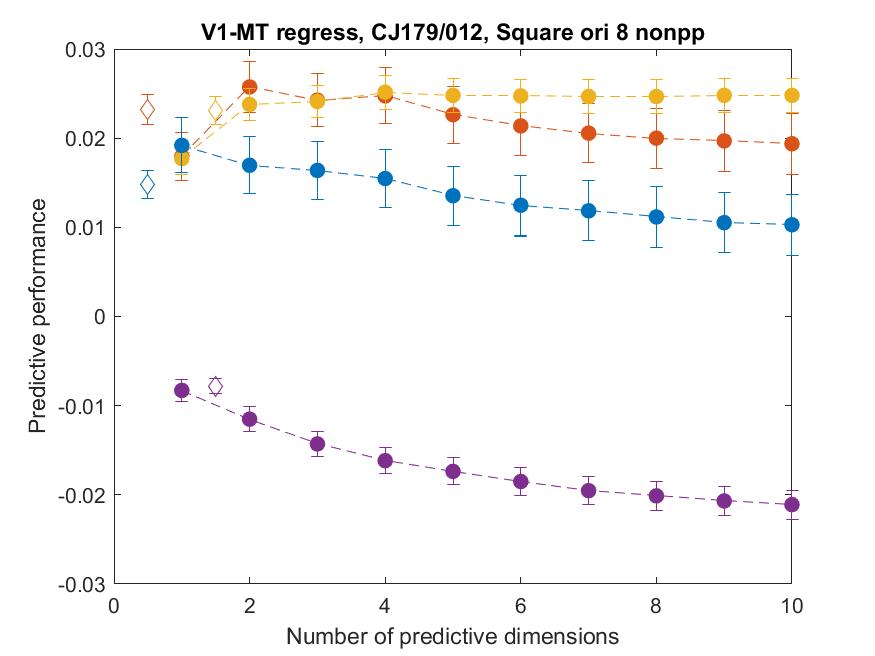 V1-MT regress, CJ179/012, Square ori 8 nonpp
Predictive performance
0.03
0.02
0.01
0
-0.01
-0.02
-0.03
0 2 4 6 8 10
Number of predictive dimensions